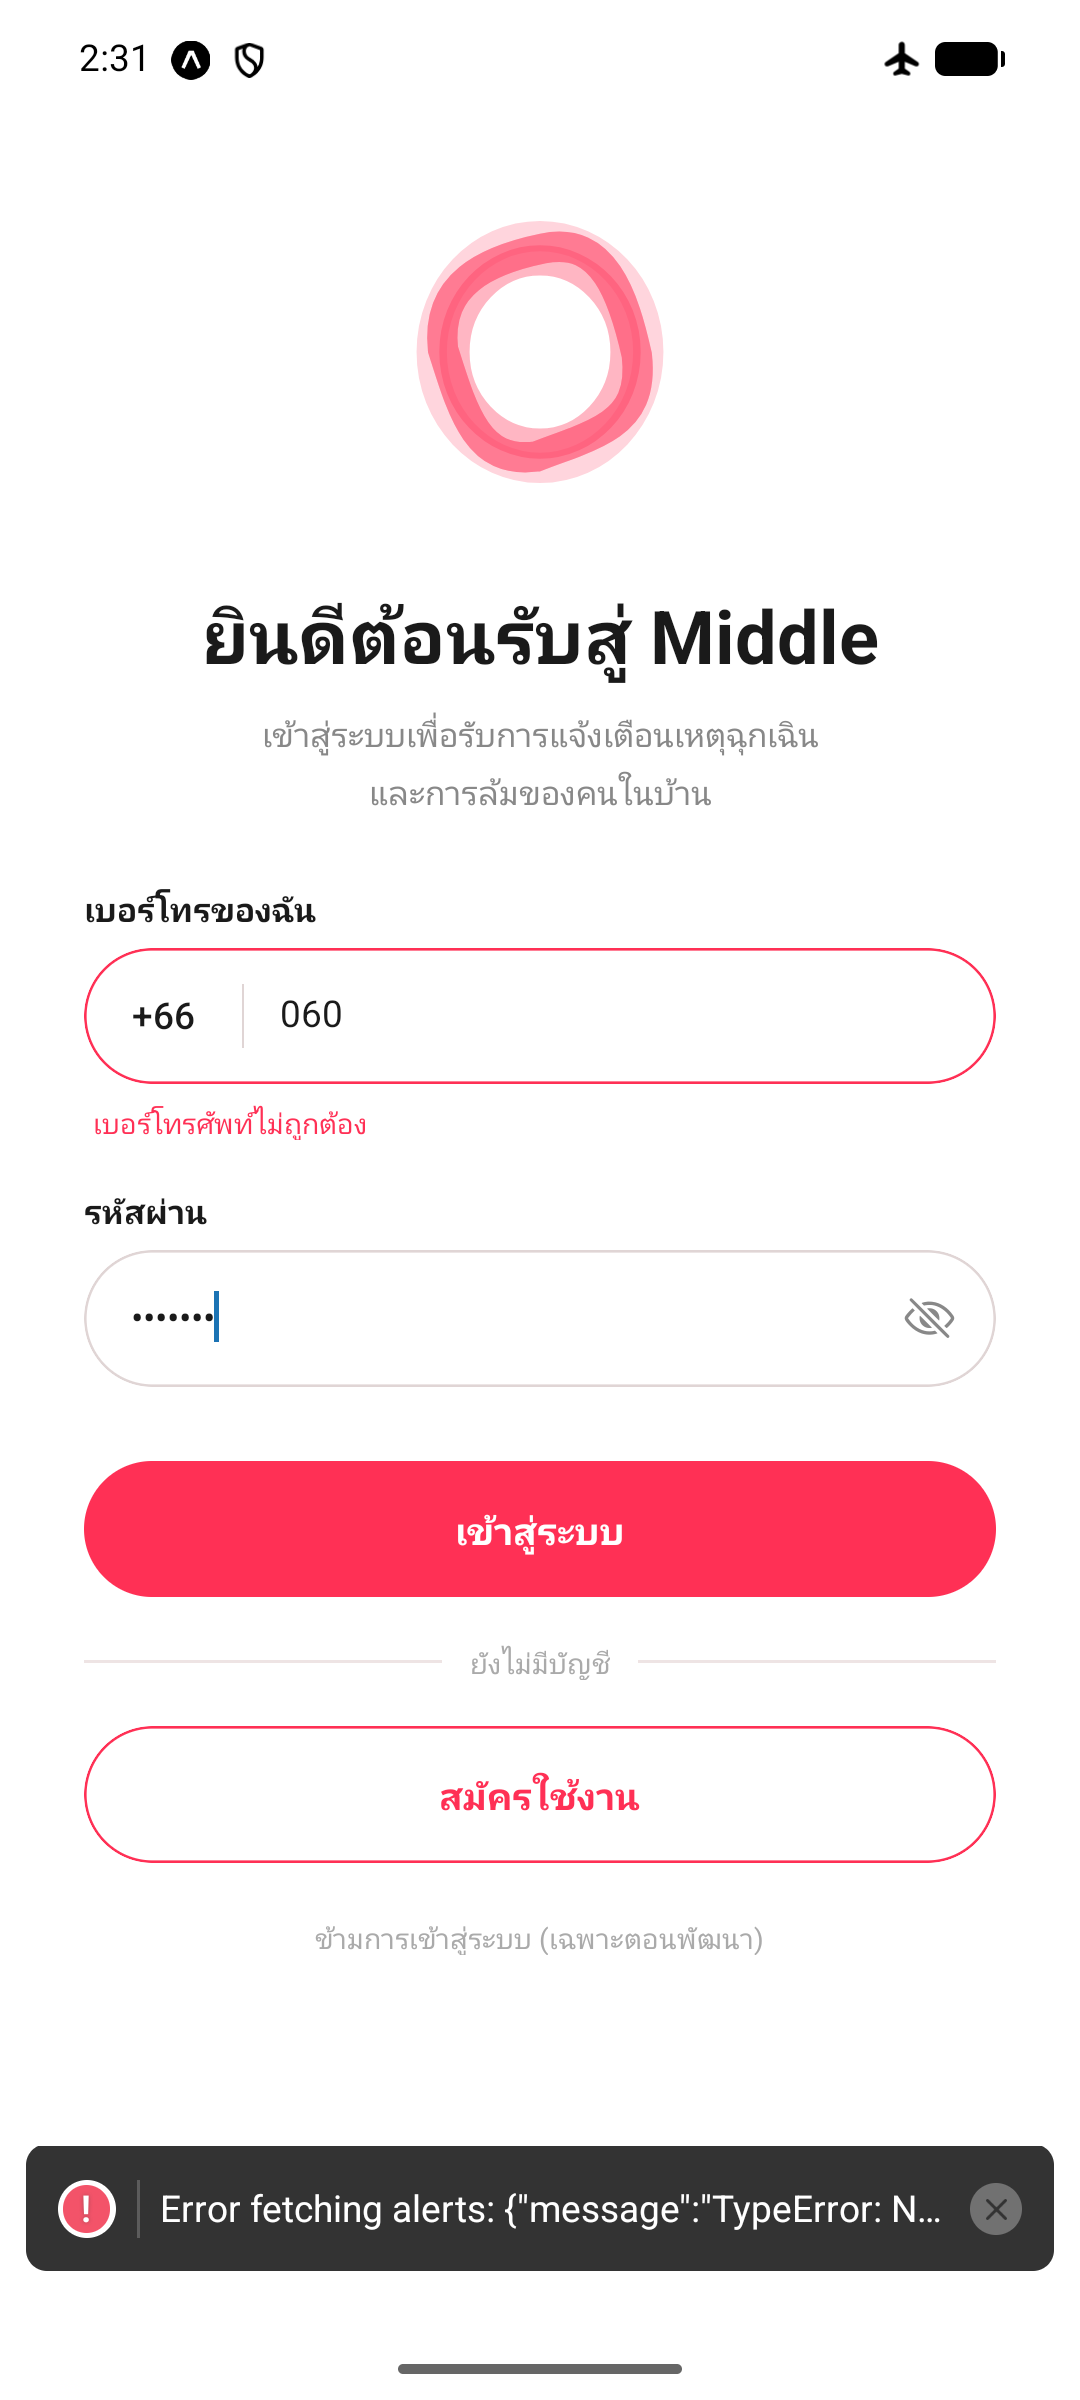 2:31
ยินดีต้อนรับสู่ Middle
เข้าสู่ระบบเพื่อรับการแจ้งเตือนเหตุฉุกเฉิน
และการล้มของคนในบ้าน
เบอร์โทรของฉัน
+66 060
เบอร์โทรศัพท์ไม่ถูกต้อง
รหัสผ่าน
•••••••
เข้าสู่ระบบ
ยังไม่มีบัญชี
สมัครใช้งาน
ข้ามการเข้าสู่ระบบ (เฉพาะตอนพัฒนา)
! Error fetching alerts: {"message":"TypeError: N...